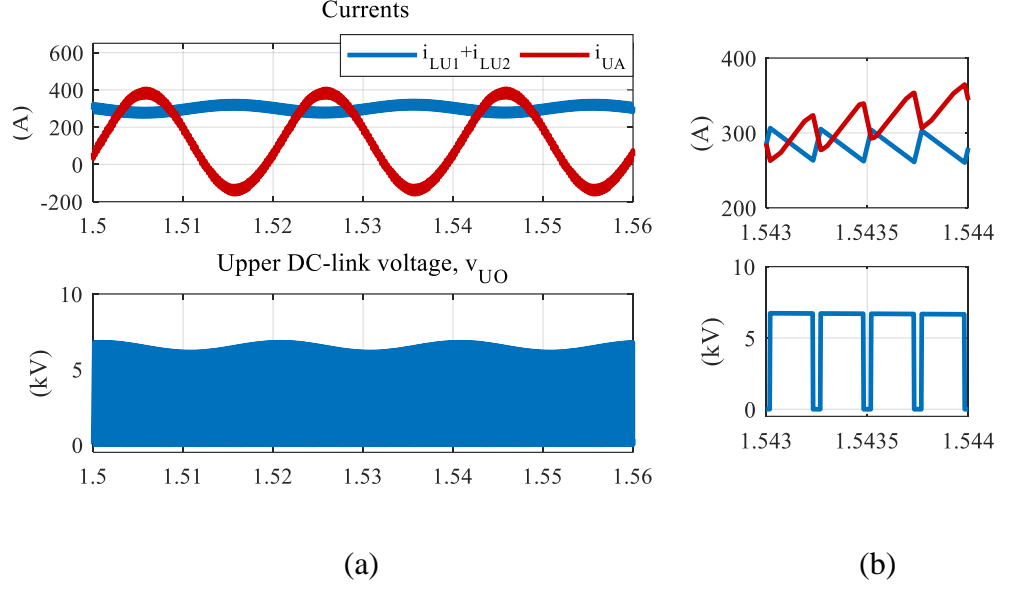 Currents
i_LU1+i_LU2 i_UA
600
400
200
0
-200
(A)
1.5 1.51 1.52 1.53 1.54 1.55 1.56
Upper DC-link voltage, v_UO
10
5
0
(kV)
1.5 1.51 1.52 1.53 1.54 1.55 1.56
(a)
400
300
200
(A)
1.543 1.5435 1.544
10
5
0
(kV)
1.543 1.5435 1.544
(b)